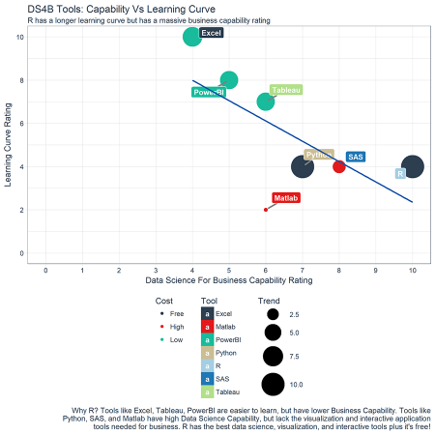 DS4B Tools: Capability Vs Learning Curve
R has a longer learning curve but has a massive business capability rating
10
8
6
4
2
0
Learning Curve Rating
Excel
PowerBI
Tableau
Python
SAS
R
Matlab
0 1 2 3 4 5 6 7 8 9 10
Data Science For Business Capability Rating
Cost
Free
High
Low
Tool
a Excel
a Matlab
a PowerBI
a Python
a R
a SAS
a Tableau
Trend
2.5
5.0
7.5
10.0
Why R? Tools like Excel, Tableau, PowerBI are easier to learn, but have lower Business Capability. Tools like
Python, SAS, and Matlab have high Data Science Capability, but lack the visualization and interactive application
tools needed for business. R has the best data science, visualization, and interactive tools plus it's free!